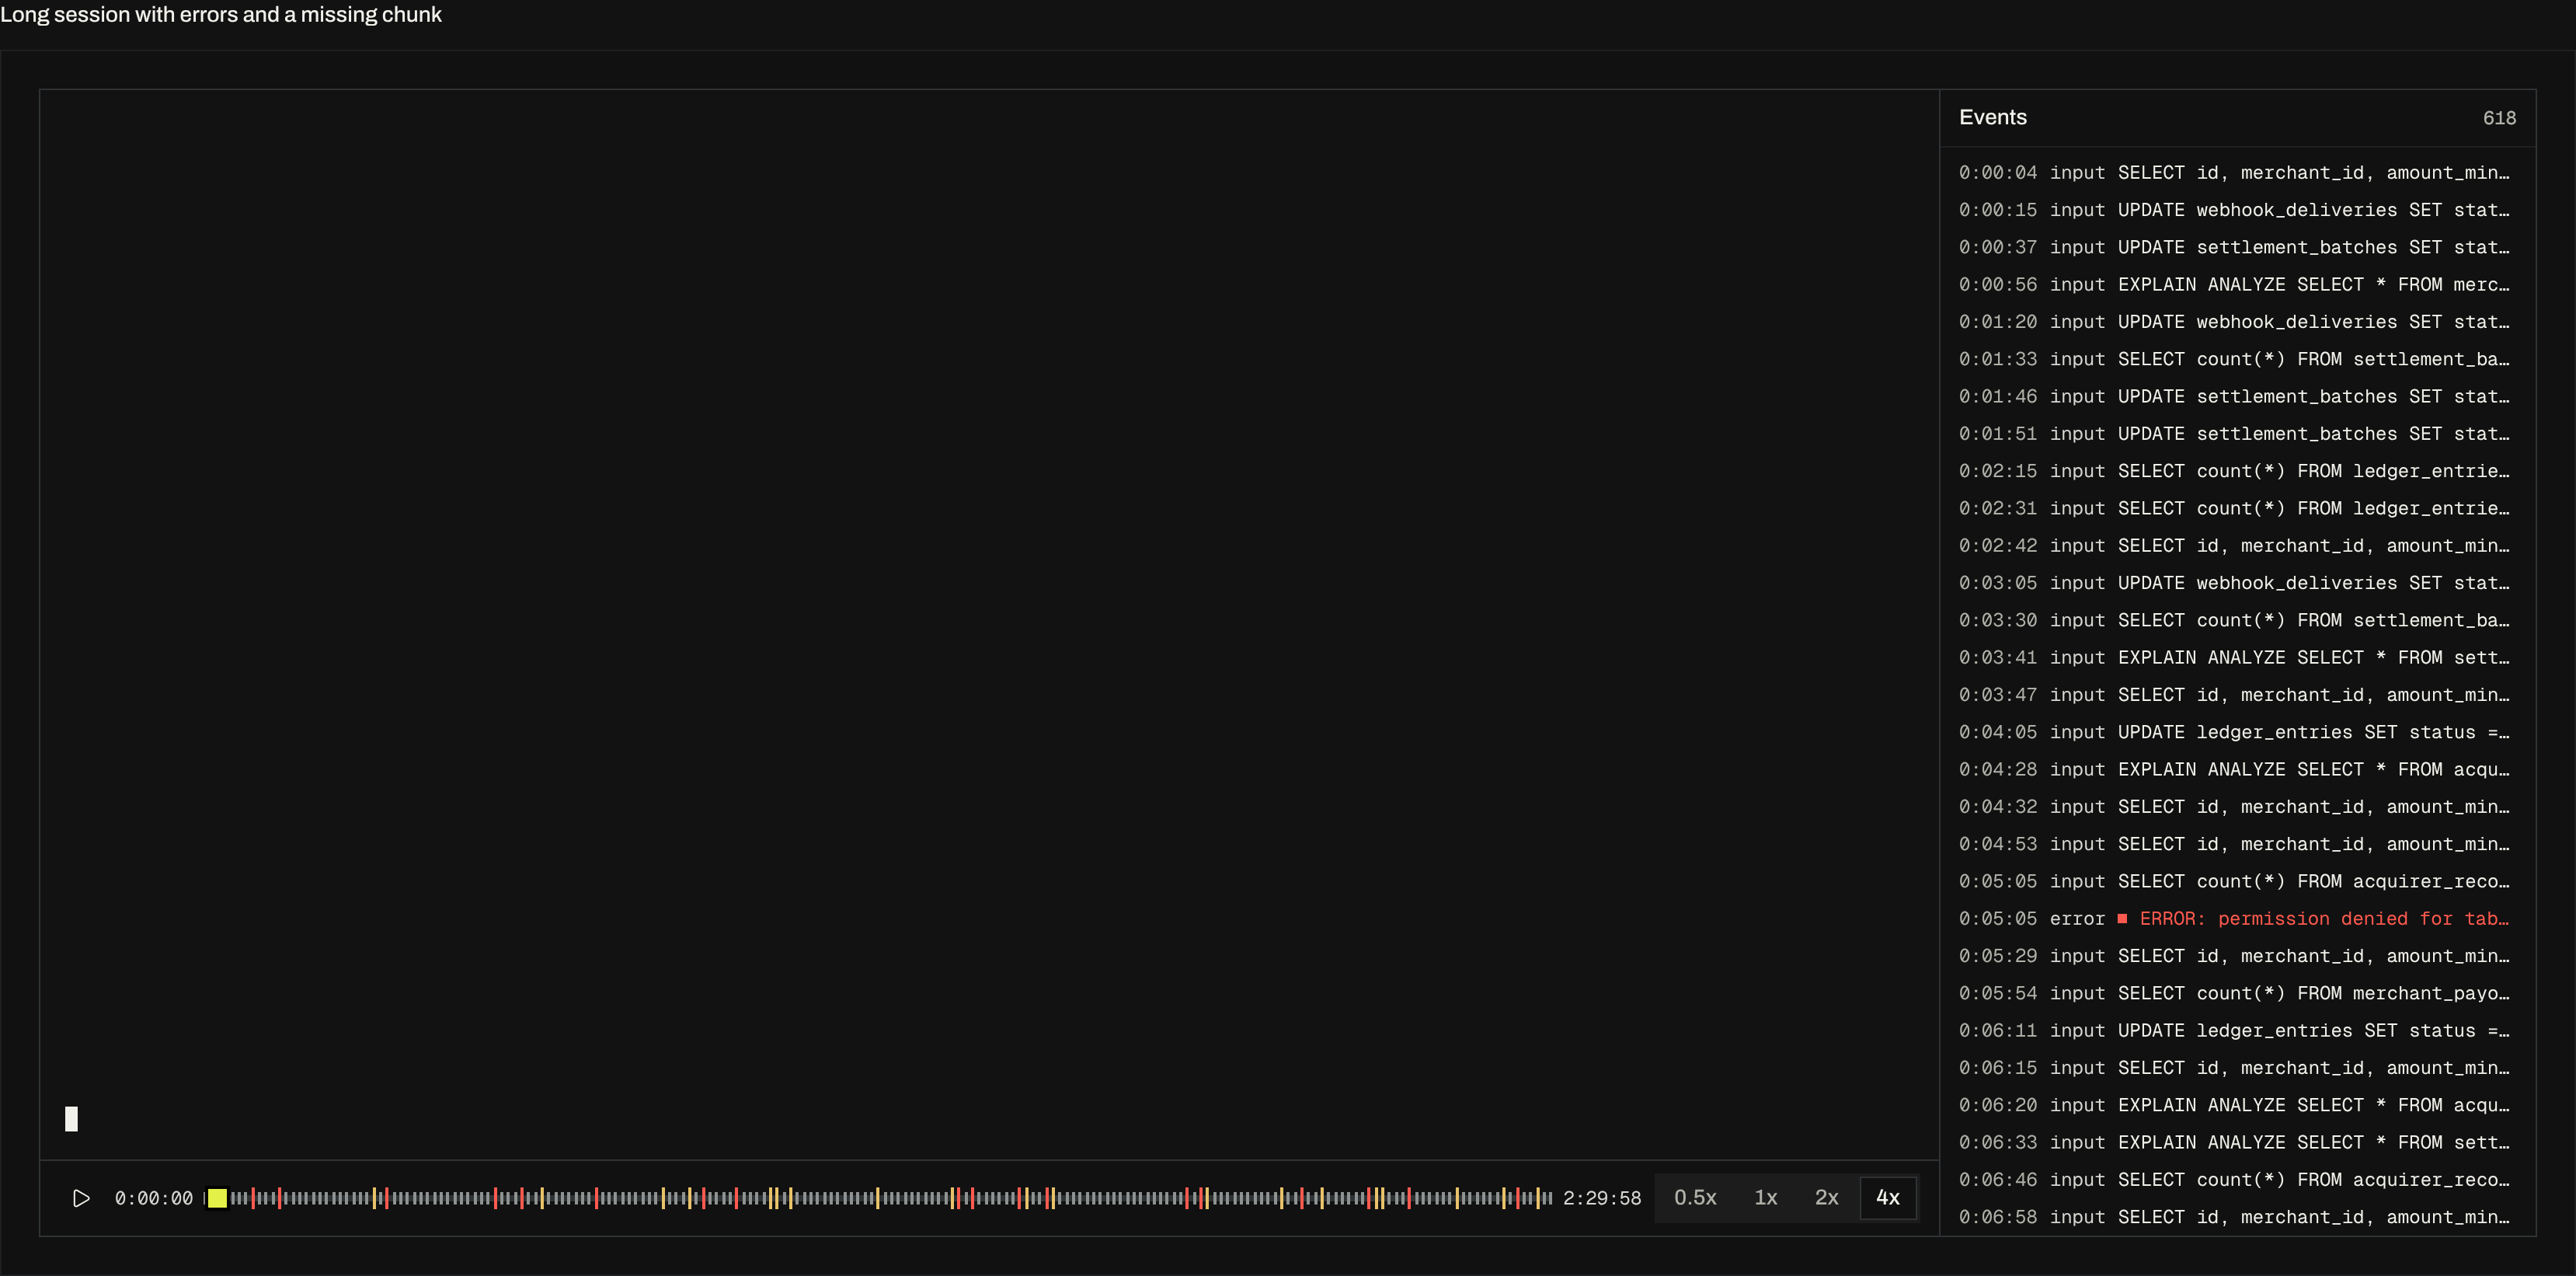 Long session with errors and a missing chunk
Events 618
0:00:04 input SELECT id, merchant_id, amount_min…
0:00:15 input UPDATE webhook_deliveries SET stat…
0:00:37 input UPDATE settlement_batches SET stat…
0:00:56 input EXPLAIN ANALYZE SELECT * FROM merc…
0:01:20 input UPDATE webhook_deliveries SET stat…
0:01:33 input SELECT count(*) FROM settlement_ba…
0:01:46 input UPDATE settlement_batches SET stat…
0:01:51 input UPDATE settlement_batches SET stat…
0:02:15 input SELECT count(*) FROM ledger_entrie…
0:02:31 input SELECT count(*) FROM ledger_entrie…
0:02:42 input SELECT id, merchant_id, amount_min…
0:03:05 input UPDATE webhook_deliveries SET stat…
0:03:30 input SELECT count(*) FROM settlement_ba…
0:03:41 input EXPLAIN ANALYZE SELECT * FROM sett…
0:03:47 input SELECT id, merchant_id, amount_min…
0:04:05 input UPDATE ledger_entries SET status =…
0:04:28 input EXPLAIN ANALYZE SELECT * FROM acqu…
0:04:32 input SELECT id, merchant_id, amount_min…
0:04:53 input SELECT id, merchant_id, amount_min…
0:05:05 input SELECT count(*) FROM acquirer_reco…
0:05:05 error ERROR: permission denied for tab…
0:05:29 input SELECT id, merchant_id, amount_min…
0:05:54 input SELECT count(*) FROM merchant_payo…
0:06:11 input UPDATE ledger_entries SET status =…
0:06:15 input SELECT id, merchant_id, amount_min…
0:06:20 input EXPLAIN ANALYZE SELECT * FROM acqu…
0:06:33 input EXPLAIN ANALYZE SELECT * FROM sett…
0:06:46 input SELECT count(*) FROM acquirer_reco…
0:06:58 input SELECT id, merchant_id, amount_min…
0:00:00 2:29:58 0.5x 1x 2x 4x